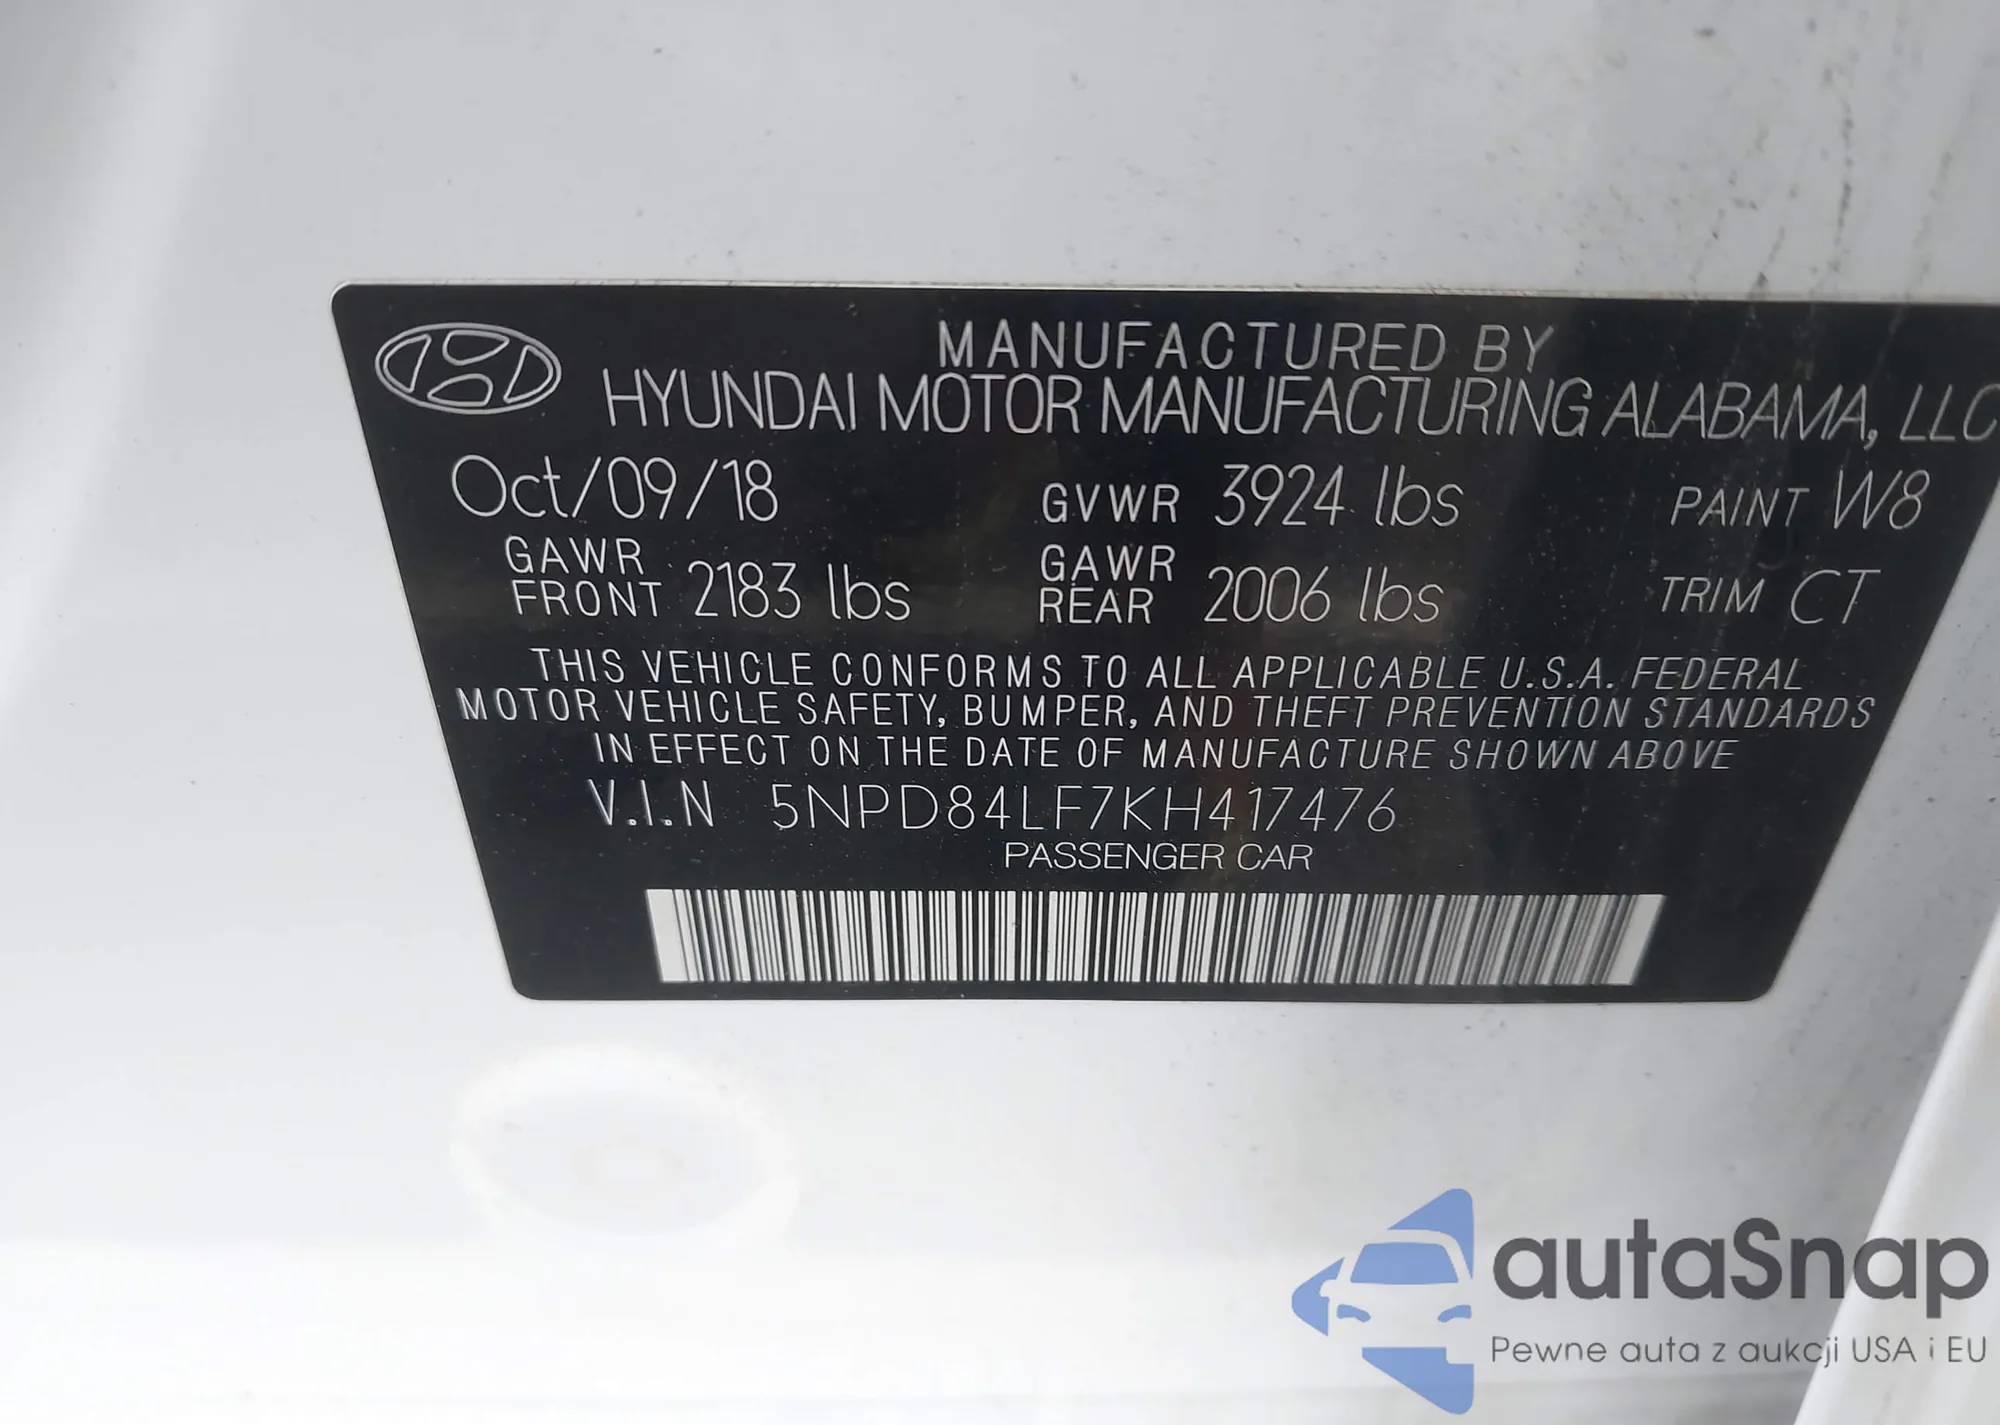 MANUFACTURED BY
HYUNDAI MOTOR MANUFACTURING ALABAMA, LLC
Oct/09/18 GVWR 3924 lbs PAINT W8
GAWR FRONT 2183 lbs GAWR REAR 2006 lbs TRIM CT
THIS VEHICLE CONFORMS TO ALL APPLICABLE U.S.A. FEDERAL
MOTOR VEHICLE SAFETY, BUMPER, AND THEFT PREVENTION STANDARDS
IN EFFECT ON THE DATE OF MANUFACTURE SHOWN ABOVE
V.I.N 5NPD84LF7KH417476
PASSENGER CAR
autaSnap
Pewne auta z aukcji USA i EU